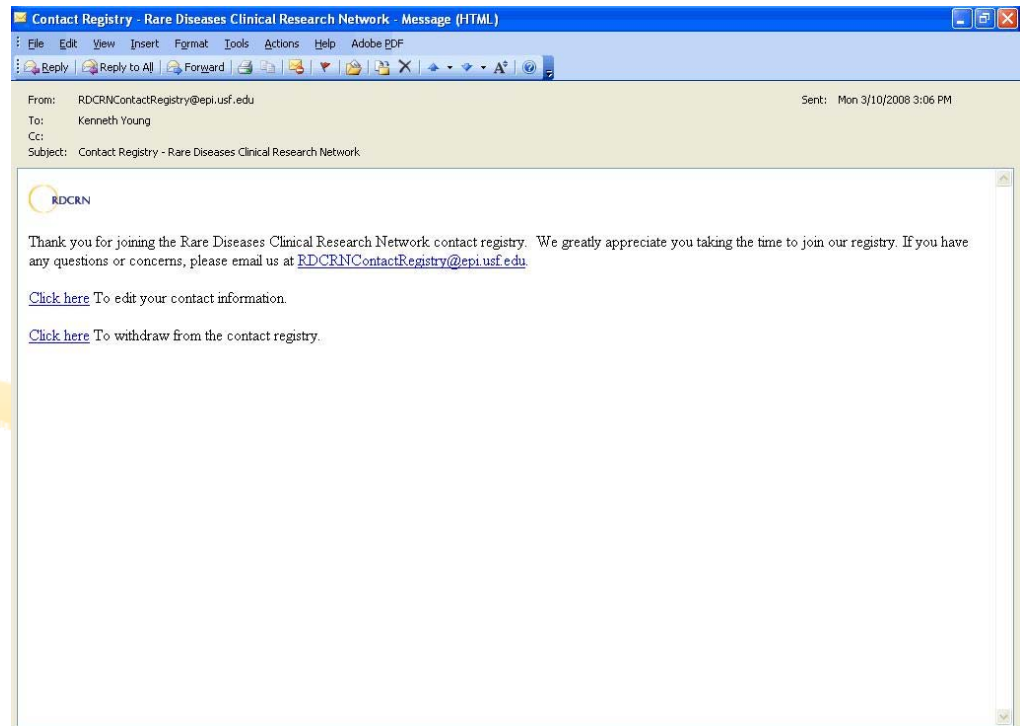 Contact Registry - Rare Diseases Clinical Research Network - Message (HTML)
File Edit View Insert Format Tools Actions Help Adobe PDF
Reply Reply to All Forward
From: RDCRNContactRegistry@epi.usf.edu Sent: Mon 3/10/2008 3:06 PM
To: Kenneth Young
Cc:
Subject: Contact Registry - Rare Diseases Clinical Research Network
RDCRN
Thank you for joining the Rare Diseases Clinical Research Network contact registry. We greatly appreciate you taking the time to join our registry. If you have
any questions or concerns, please email us at RDCRNContactRegistry@epi.usf.edu.
Click here To edit your contact information.
Click here To withdraw from the contact registry.